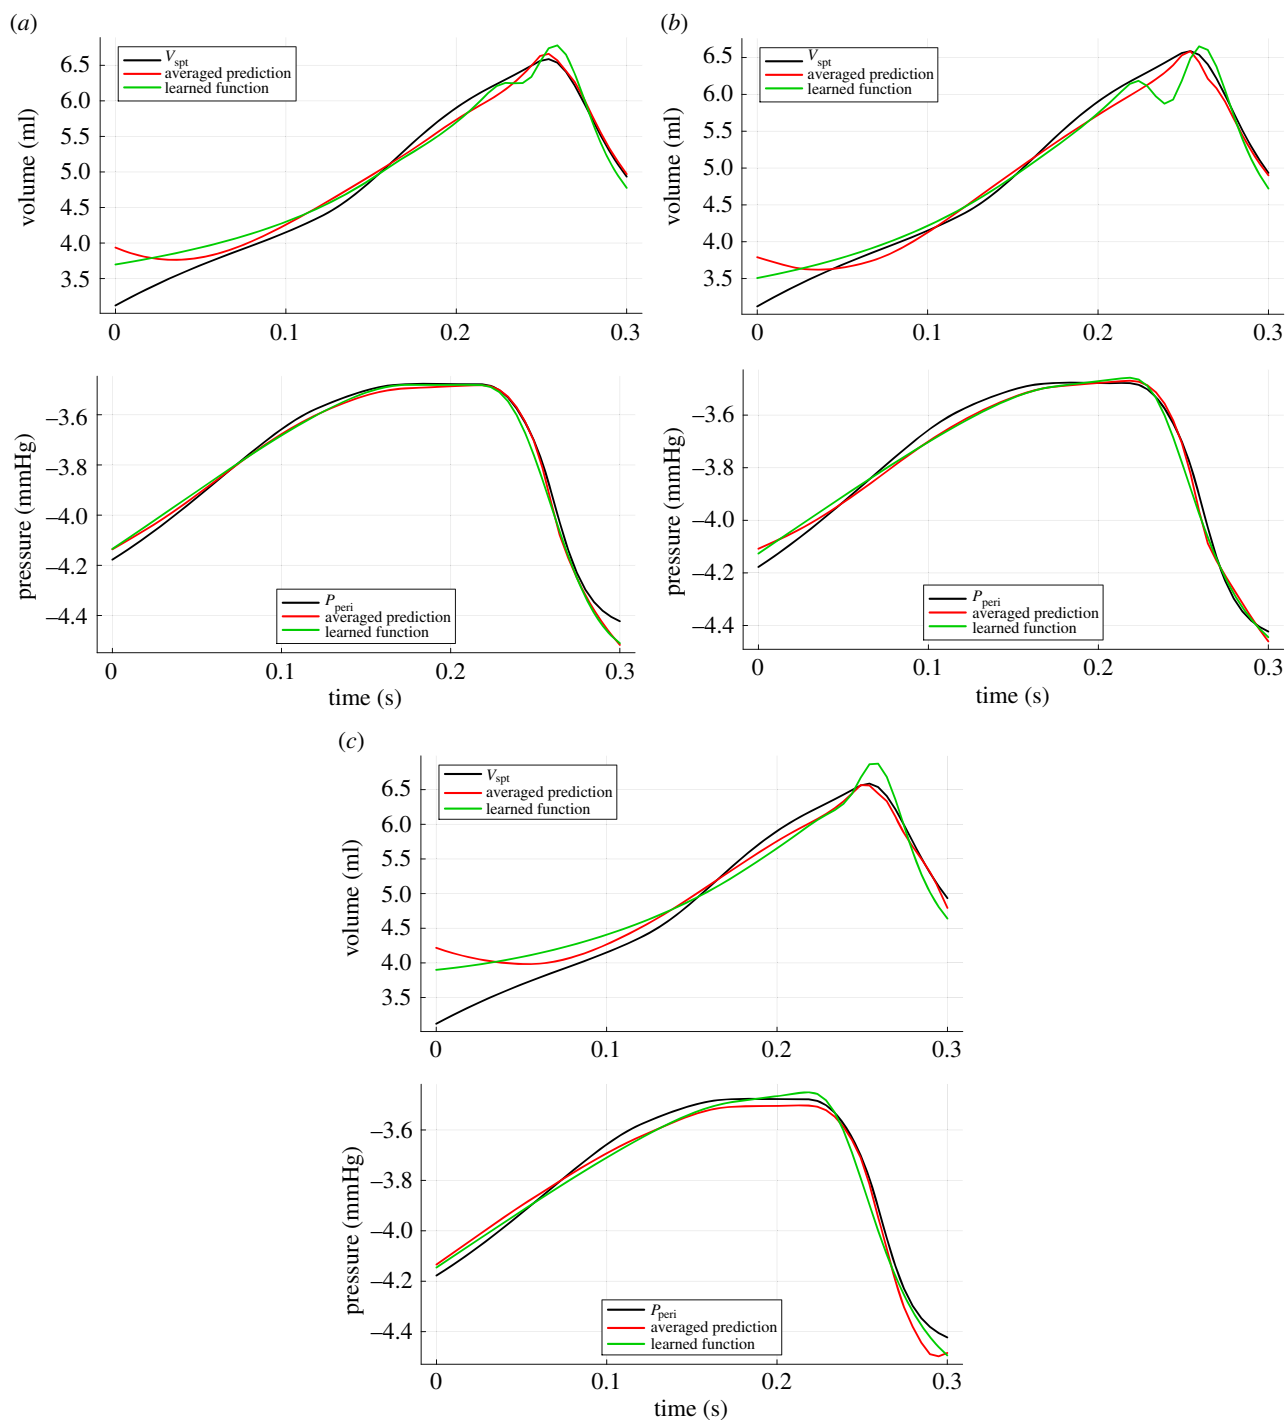 (a)
volume (ml)
6.5
6.0
5.5
5.0
4.5
4.0
3.5
V_spt
averaged prediction
learned function
0 0.1 0.2 0.3
pressure (mmHg)
−3.6
−3.8
−4.0
−4.2
−4.4
P_peri
averaged prediction
learned function
0 0.1 0.2 0.3
time (s)
(b)
volume (ml)
6.5
6.0
5.5
5.0
4.5
4.0
3.5
V_spt
averaged prediction
learned function
0 0.1 0.2 0.3
pressure (mmHg)
−3.6
−3.8
−4.0
−4.2
−4.4
P_peri
averaged prediction
learned function
0 0.1 0.2 0.3
time (s)
(c)
volume (ml)
6.5
6.0
5.5
5.0
4.5
4.0
3.5
V_spt
averaged prediction
learned function
0 0.1 0.2 0.3
pressure (mmHg)
−3.6
−3.8
−4.0
−4.2
−4.4
P_peri
averaged prediction
learned function
0 0.1 0.2 0.3
time (s)